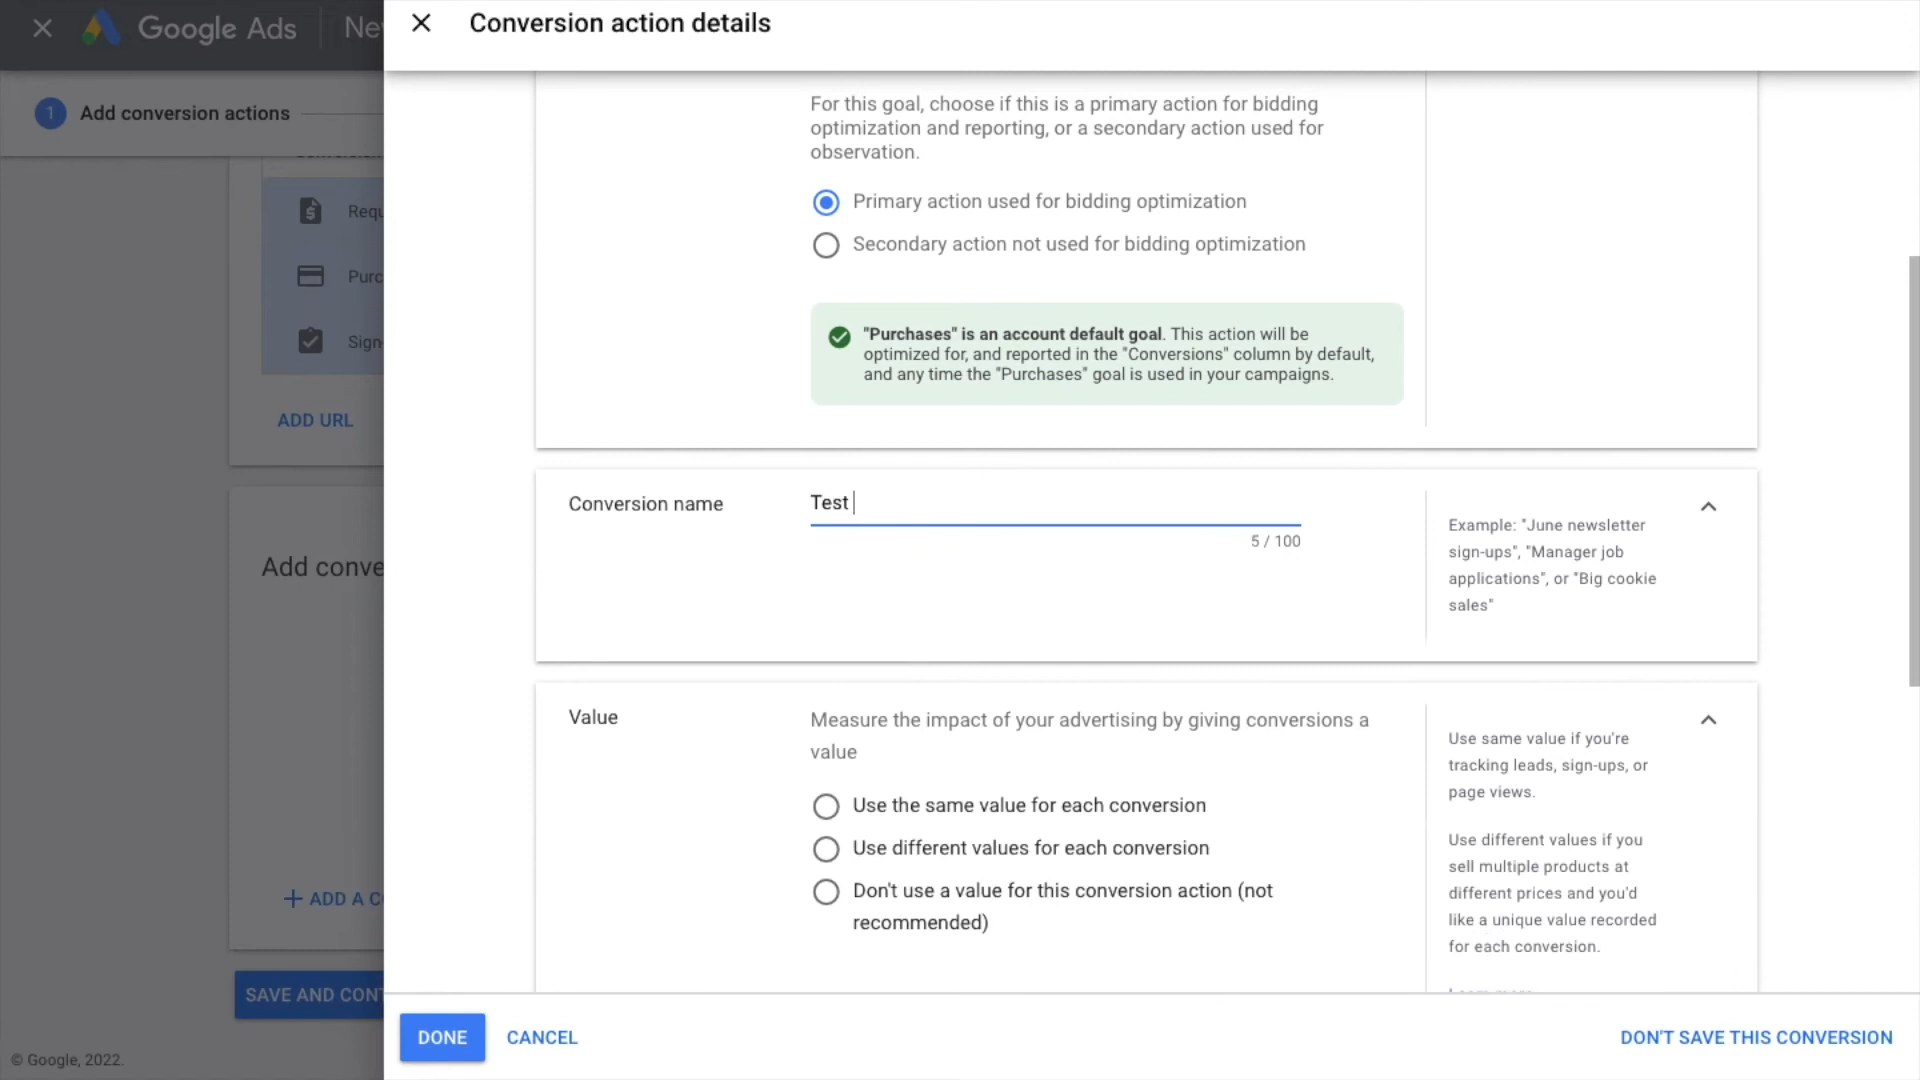 Google Ads
Conversion action details
1 Add conversion actions
For this goal, choose if this is a primary action for bidding
optimization and reporting, or a secondary action used for
observation.
Primary action used for bidding optimization
Secondary action not used for bidding optimization
"Purchases" is an account default goal. This action will be
optimized for, and reported in the "Conversions" column by default,
and any time the "Purchases" goal is used in your campaigns.
ADD URL
Conversion name
Test
5 / 100
Example: "June newsletter
sign-ups", "Manager job
applications", or "Big cookie
sales"
Value
Measure the impact of your advertising by giving conversions a
value
Use the same value for each conversion
Use different values for each conversion
Don't use a value for this conversion action (not
recommended)
Use same value if you're
tracking leads, sign-ups, or
page views.
Use different values if you
sell multiple products at
different prices and you'd
like a unique value recorded
for each conversion.
Add conve
Requ
Purc
Sign
+ ADD A C
SAVE AND CONT
DONE
CANCEL
DON'T SAVE THIS CONVERSION
© Google, 2022.